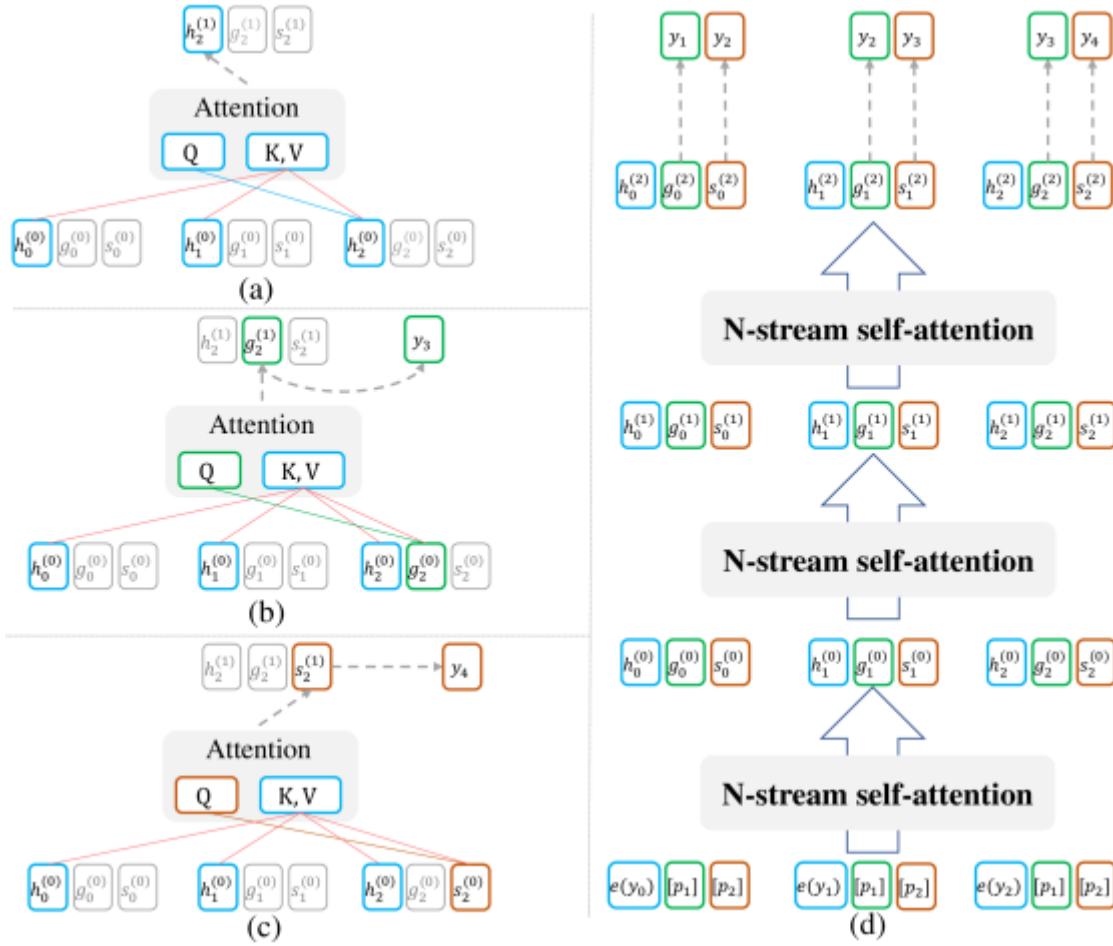 h_2^{(1)} g_2^{(1)} s_2^{(1)}
Attention
Q K, V
h_0^{(0)} g_0^{(0)} s_0^{(0)} h_1^{(0)} g_1^{(0)} s_1^{(0)} h_2^{(0)} g_2^{(0)} s_2^{(0)}
(a)
h_2^{(1)} g_2^{(1)} s_2^{(1)} y_3
Attention
Q K, V
h_0^{(0)} g_0^{(0)} s_0^{(0)} h_1^{(0)} g_1^{(0)} s_1^{(0)} h_2^{(0)} g_2^{(0)} s_2^{(0)}
(b)
h_2^{(1)} g_2^{(1)} s_2^{(1)} y_4
Attention
Q K, V
h_0^{(0)} g_0^{(0)} s_0^{(0)} h_1^{(0)} g_1^{(0)} s_1^{(0)} h_2^{(0)} g_2^{(0)} s_2^{(0)}
(c)
y_1 y_2 y_2 y_3 y_3 y_4
h_0^{(2)} g_0^{(2)} s_0^{(2)} h_1^{(2)} g_1^{(2)} s_1^{(2)} h_2^{(2)} g_2^{(2)} s_2^{(2)}
N-stream self-attention
h_0^{(1)} g_0^{(1)} s_0^{(1)} h_1^{(1)} g_1^{(1)} s_1^{(1)} h_2^{(1)} g_2^{(1)} s_2^{(1)}
N-stream self-attention
h_0^{(0)} g_0^{(0)} s_0^{(0)} h_1^{(0)} g_1^{(0)} s_1^{(0)} h_2^{(0)} g_2^{(0)} s_2^{(0)}
N-stream self-attention
e(y_0) [p_1] [p_2] e(y_1) [p_1] [p_2] e(y_2) [p_1] [p_2]
(d)